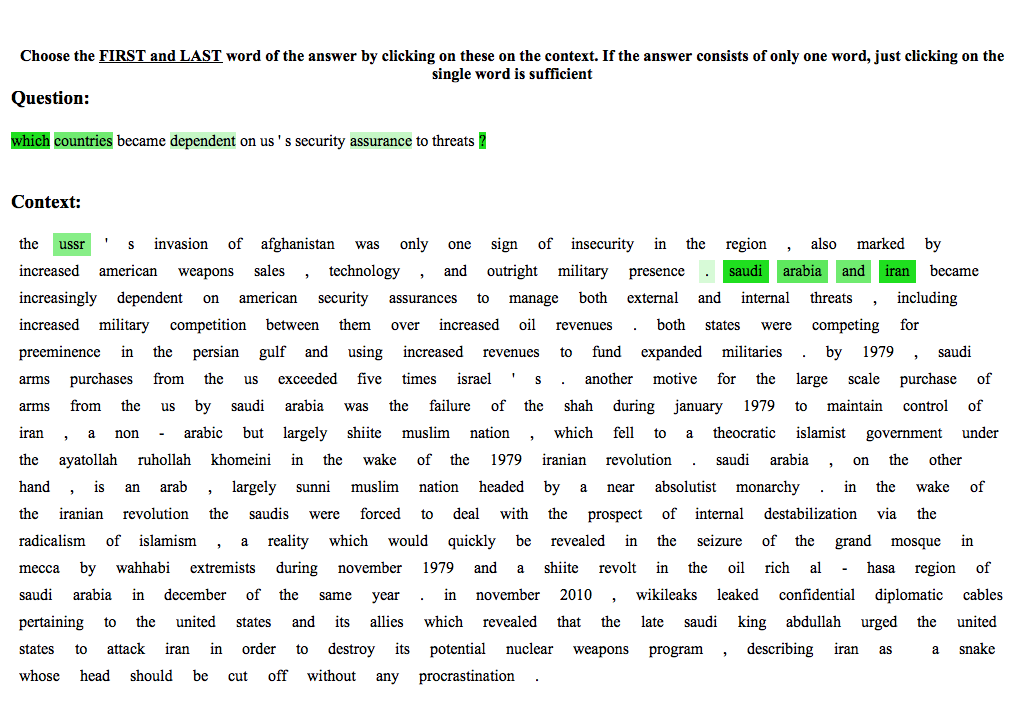 Choose the FIRST and LAST word of the answer by clicking on these on the context. If the answer consists of only one word, just clicking on the
single word is sufficient
Question:
which countries became dependent on us ' s security assurance to threats ?
Context:
the ussr ' s invasion of afghanistan was only one sign of insecurity in the region , also marked by
increased american weapons sales , technology , and outright military presence . saudi arabia and iran became
increasingly dependent on american security assurances to manage both external and internal threats , including
increased military competition between them over increased oil revenues . both states were competing for
preeminence in the persian gulf and using increased revenues to fund expanded militaries . by 1979 , saudi
arms purchases from the us exceeded five times israel ' s . another motive for the large scale purchase of
arms from the us by saudi arabia was the failure of the shah during january 1979 to maintain control of
iran , a non - arabic but largely shiite muslim nation , which fell to a theocratic islamist government under
the ayatollah ruhollah khomeini in the wake of the 1979 iranian revolution . saudi arabia , on the other
hand , is an arab , largely sunni muslim nation headed by a near absolutist monarchy . in the wake of
the iranian revolution the saudis were forced to deal with the prospect of internal destabilization via the
radicalism of islamism , a reality which would quickly be revealed in the seizure of the grand mosque in
mecca by wahhabi extremists during november 1979 and a shiite revolt in the oil rich al - hasa region of
saudi arabia in december of the same year . in november 2010 , wikileaks leaked confidential diplomatic cables
pertaining to the united states and its allies which revealed that the late saudi king abdullah urged the united
states to attack iran in order to destroy its potential nuclear weapons program , describing iran as a snake
whose head should be cut off without any procrastination .